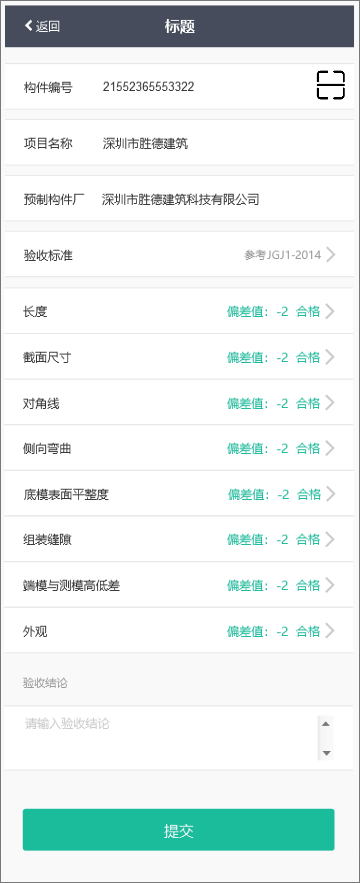 返回 标题
构件编号 21552365553322
项目名称 深圳市胜德建筑
预制构件厂 深圳市胜德建筑科技有限公司
验收标准 参考JGJ1-2014
长度 偏差值：-2 合格
截面尺寸 偏差值：-2 合格
对角线 偏差值：-2 合格
侧向弯曲 偏差值：-2 合格
底模表面平整度 偏差值：-2 合格
组装缝隙 偏差值：-2 合格
端模与测模高低差 偏差值：-2 合格
外观 偏差值：-2 合格
验收结论
请输入验收结论
提交